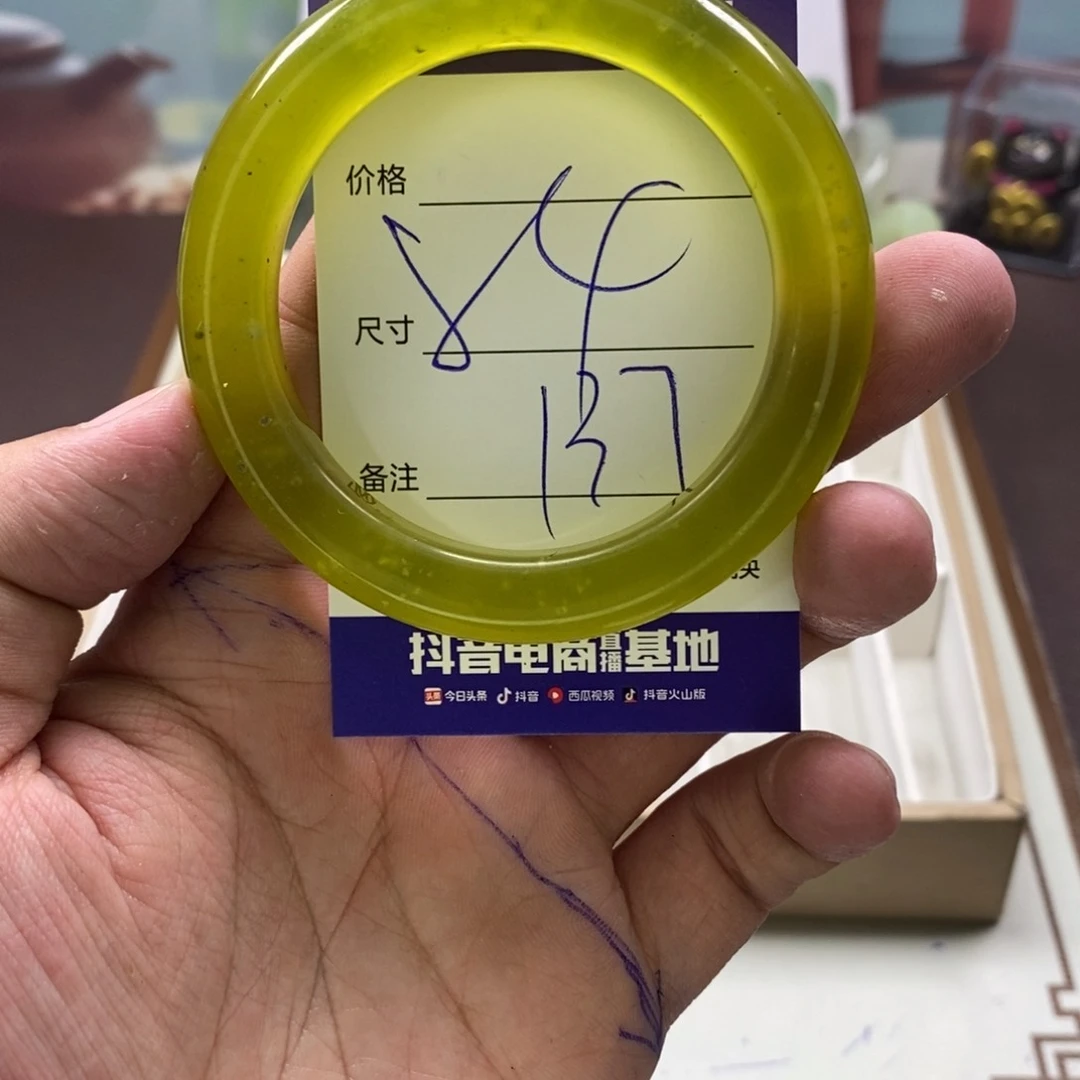 价格
尺寸
137
备注
抖音电商直播基地
今日头条 抖音 西瓜视频 抖音火山版